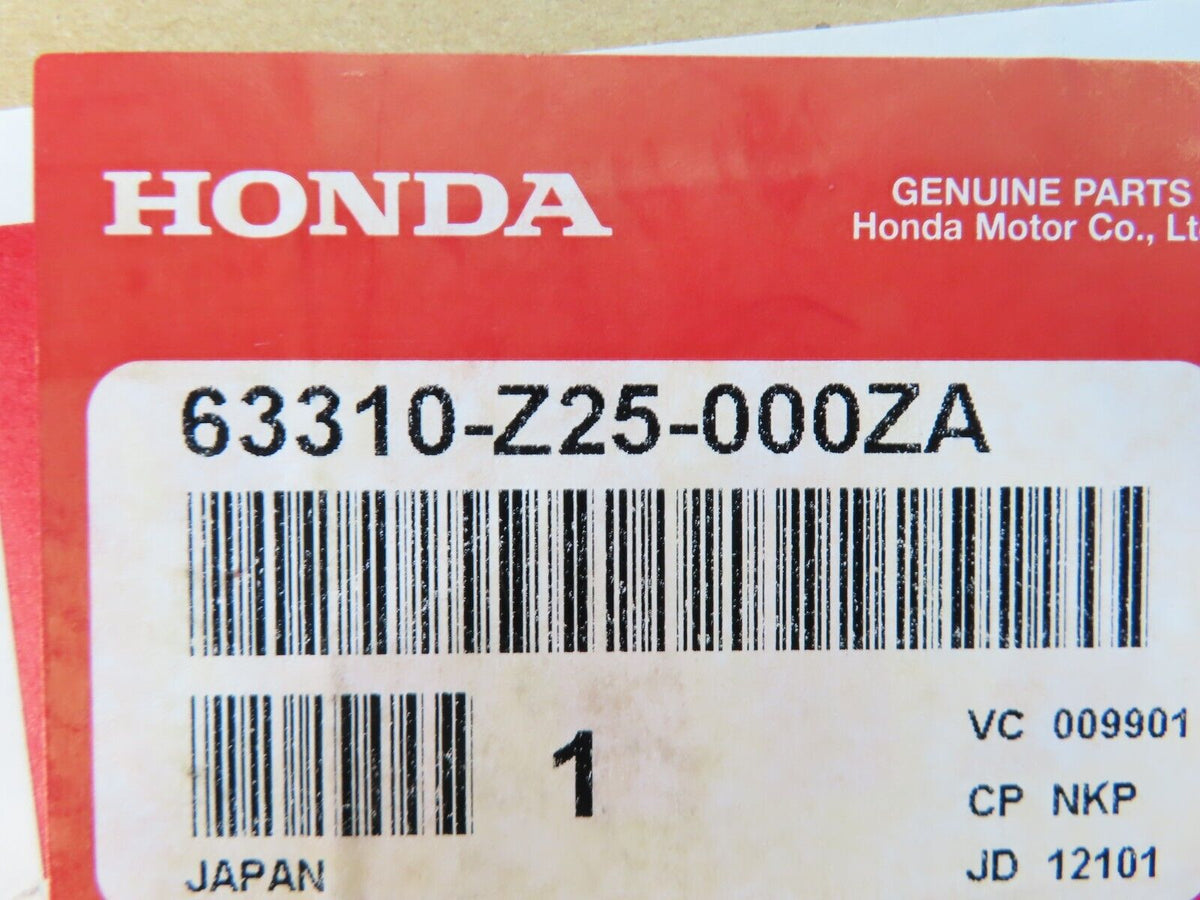 HONDA
GENUINE PARTS
Honda Motor Co., Lt
63310-Z25-000ZA
1
VC 009901
CP NKP
JD 12101
JAPAN